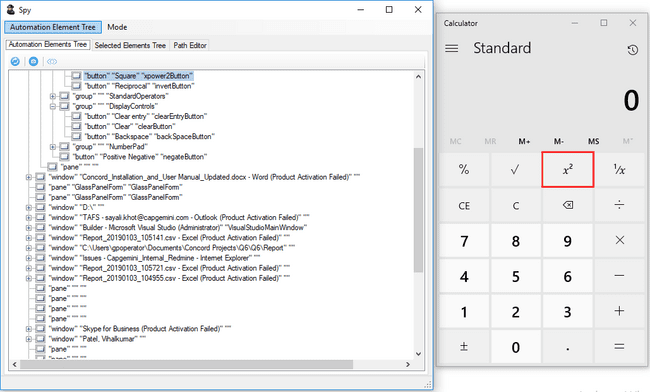 Spy
Automation Element Tree Mode
Automation Elements Tree Selected Elements Tree Path Editor
"button" "Square" "xpower2Button"
"button" "Reciprocal" "invertButton"
"group" "" "StandardOperators"
"group" "" "DisplayControls"
"button" "Clear entry" "clearEntryButton"
"button" "Clear" "clearButton"
"button" "Backspace" "backSpaceButton"
"group" "" "NumberPad"
"button" "Positive Negative" "negateButton"
"pane" "" ""
"window" "Concord_Installation_and_User Manual_Updated.docx - Word (Product Activation Failed)" ""
"pane" "GlassPanelForm" "GlassPanelForm"
"pane" "GlassPanelForm" "GlassPanelForm"
"window" "D:\" ""
"window" "TAFS - sayali.khot@capgemini.com - Outlook (Product Activation Failed)" ""
"window" "Builder - Microsoft Visual Studio (Administrator)" "VisualStudioMainWindow"
"window" "Report_20190103_105141.csv - Excel (Product Activation Failed)" ""
"window" "C:\Users\gpoperator\Documents\Concord Projects\Q6\Q6\Report" ""
"window" "Issues - Capgemini_Internal_Redmine - Internet Explorer" ""
"window" "Report_20190103_105721.csv - Excel (Product Activation Failed)" ""
"window" "Report_20190103_104955.csv - Excel (Product Activation Failed)" ""
"pane" "" ""
"pane" "" ""
"pane" "" ""
"pane" "" ""
"window" "Skype for Business (Product Activation Failed)" ""
"window" "Patel, Vihalkumar" ""
"pane" "" ""
"pane" "" ""
Calculator
Standard
0
MC MR M+ M- MS M˅
% √ x² ¹/x
CE C ÷
7 8 9 ×
4 5 6 −
1 2 3 +
± 0 . =